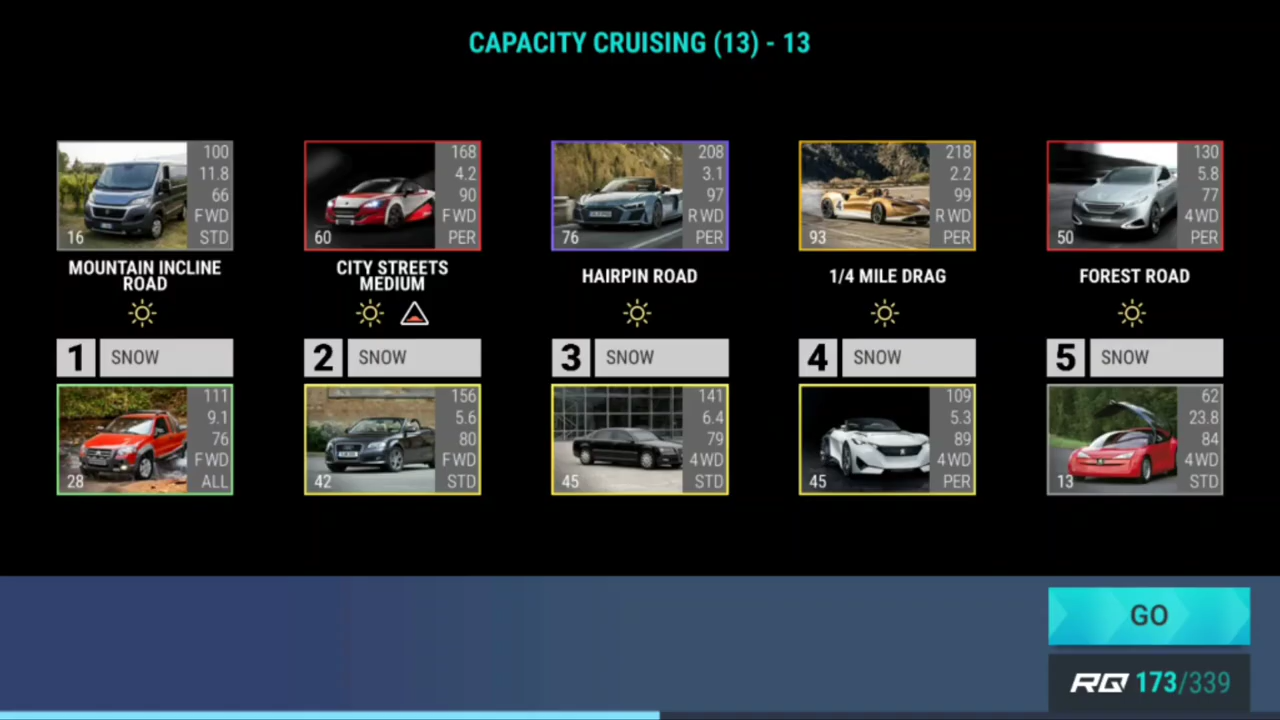 CAPACITY CRUISING (13) - 13
100
11.8
66
FWD
STD
16
MOUNTAIN INCLINE
ROAD
168
4.2
90
FWD
PER
60
CITY STREETS
MEDIUM
208
3.1
97
RWD
PER
76
HAIRPIN ROAD
218
2.2
99
RWD
PER
93
1/4 MILE DRAG
130
5.8
77
4WD
PER
50
FOREST ROAD
1 SNOW
2 SNOW
3 SNOW
4 SNOW
5 SNOW
111
9.1
76
FWD
ALL
28
156
5.6
80
FWD
STD
42
141
6.4
79
4WD
STD
45
109
5.3
89
4WD
PER
45
62
23.8
84
4WD
STD
13
GO
RQ 173/339